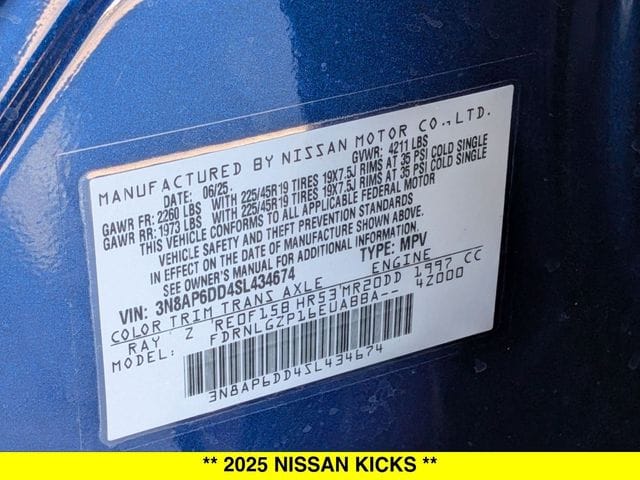 MANUFACTURED BY NISSAN MOTOR CO.,LTD.
DATE: 06/25. GVWR: 4211 LBS
GAWR FR: 2260 LBS WITH 225/45R19 TIRES 19X7.5J RIMS AT 35 PSI COLD SINGLE
GAWR RR: 1973 LBS WITH 225/45R19 TIRES 19X7.5J RIMS AT 35 PSI COLD SINGLE
THIS VEHICLE CONFORMS TO ALL APPLICABLE FEDERAL MOTOR
VEHICLE SAFETY AND THEFT PREVENTION STANDARDS
IN EFFECT ON THE DATE OF MANUFACTURE SHOWN ABOVE.
SEE OWNER'S MANUAL FOR ADDITIONAL INFORMATION.
VIN: 3N8AP6DD4SL434674 TYPE: MPV
COLOR TRIM TRANS AXLE ENGINE 1997 CC
RAY Z RE0F15B HR53 MR20DD 4Z000
MODEL: FDRNLGZP16EUA88A--
3N8AP6DD4SL434674
** 2025 NISSAN KICKS **